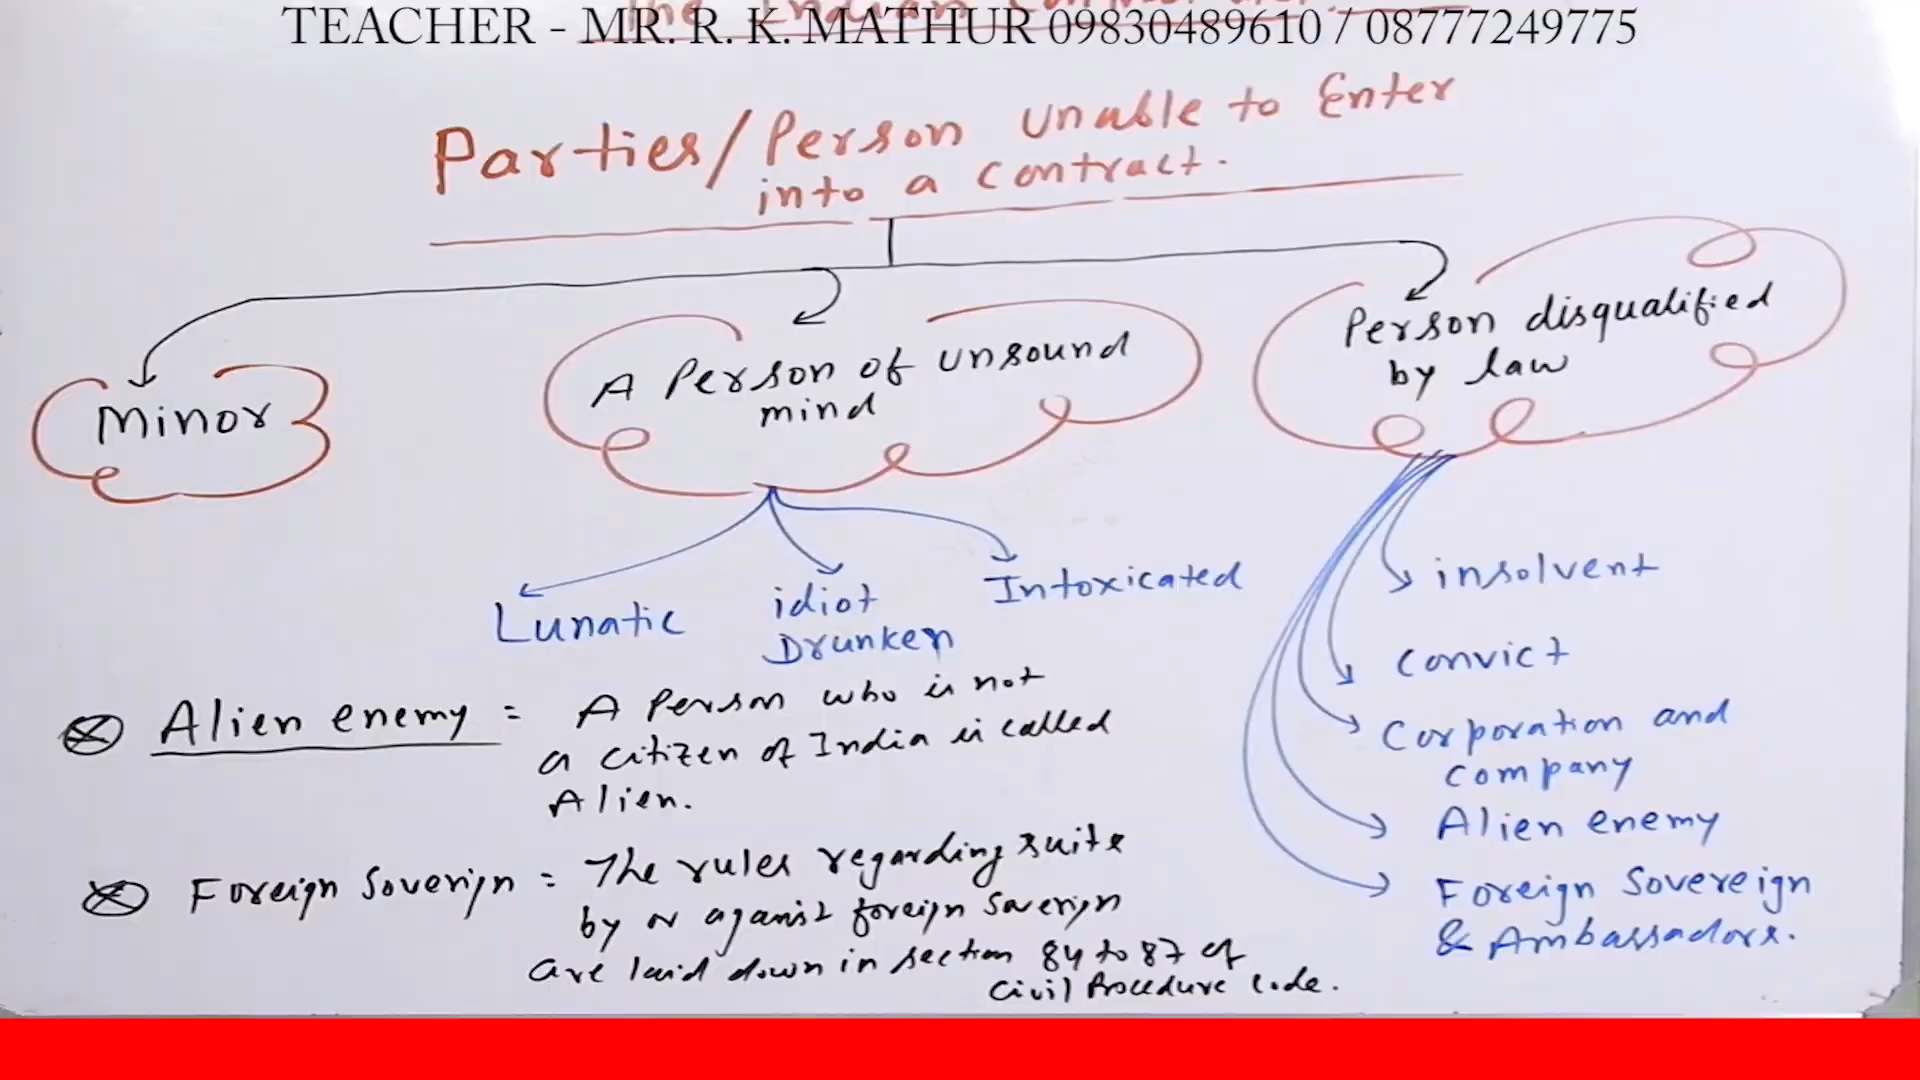 The Indian Contract
TEACHER - MR. R. K. MATHUR 09830489610 / 08777249775
Parties/Person Unable to Enter
into a contract.
Minor
A Person of unsound
mind
Person disqualified
by law
Lunatic
idiot
Drunken
Intoxicated
insolvent
Convict
Corporation and
company
Alien enemy
Foreign Sovereign
& Ambassadors.
Alien enemy = A Person who is not
a citizen of India is called
Alien.
Foreign Soverign = The rules regarding suits
by or against foreign Soverign
are laid down in section 84 to 87 of
Civil Procedure Code.